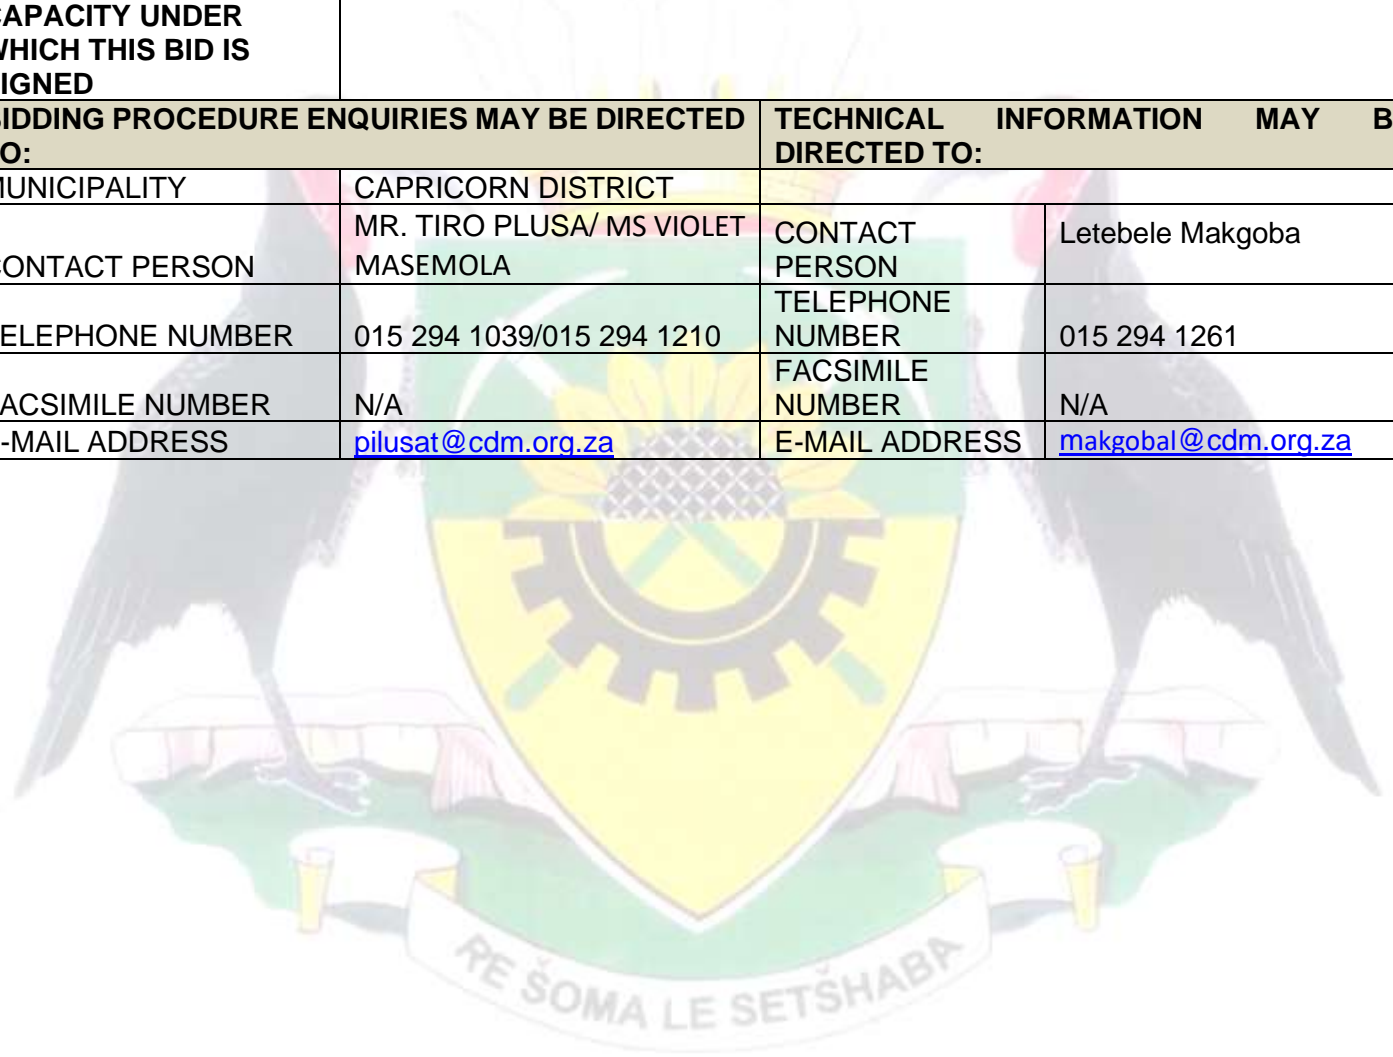 CAPACITY UNDER
WHICH THIS BID IS
SIGNED
BIDDING PROCEDURE ENQUIRIES MAY BE DIRECTED
TO:
TECHNICAL INFORMATION MAY B
DIRECTED TO:
MUNICIPALITY CAPRICORN DISTRICT
CONTACT PERSON
MR. TIRO PLUSA/ MS VIOLET
MASEMOLA
CONTACT
PERSON
Letebele Makgoba
TELEPHONE NUMBER 015 294 1039/015 294 1210
TELEPHONE
NUMBER
015 294 1261
FACSIMILE NUMBER N/A
FACSIMILE
NUMBER
N/A
E-MAIL ADDRESS pilusat@cdm.org.za
E-MAIL ADDRESS makgobal@cdm.org.za
RE ŠOMA LE SETŠHABA